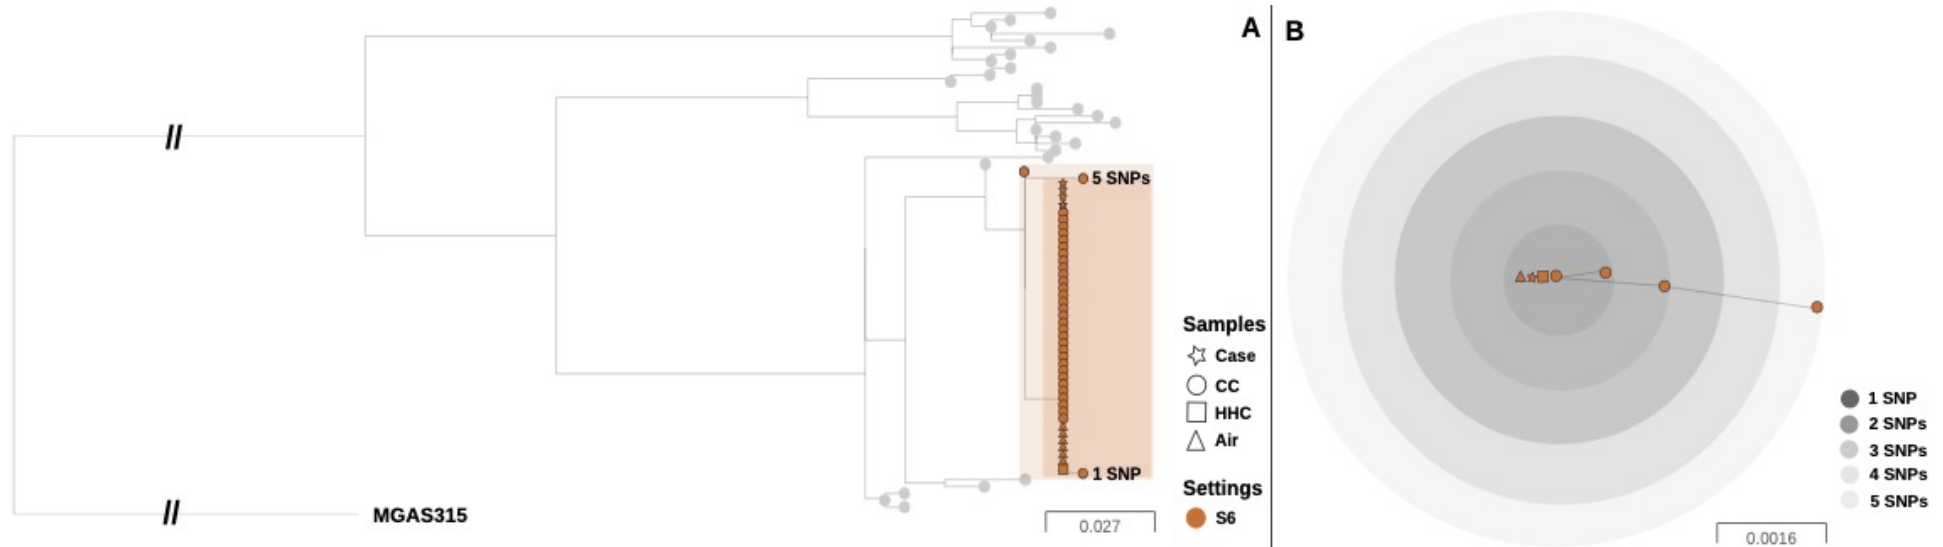 A
B
//
5 SNPs
Samples
Case
CC
HHC
Air
1 SNP
Settings
S6
//
MGAS315
0.027
1 SNP
2 SNPs
3 SNPs
4 SNPs
5 SNPs
0.0016